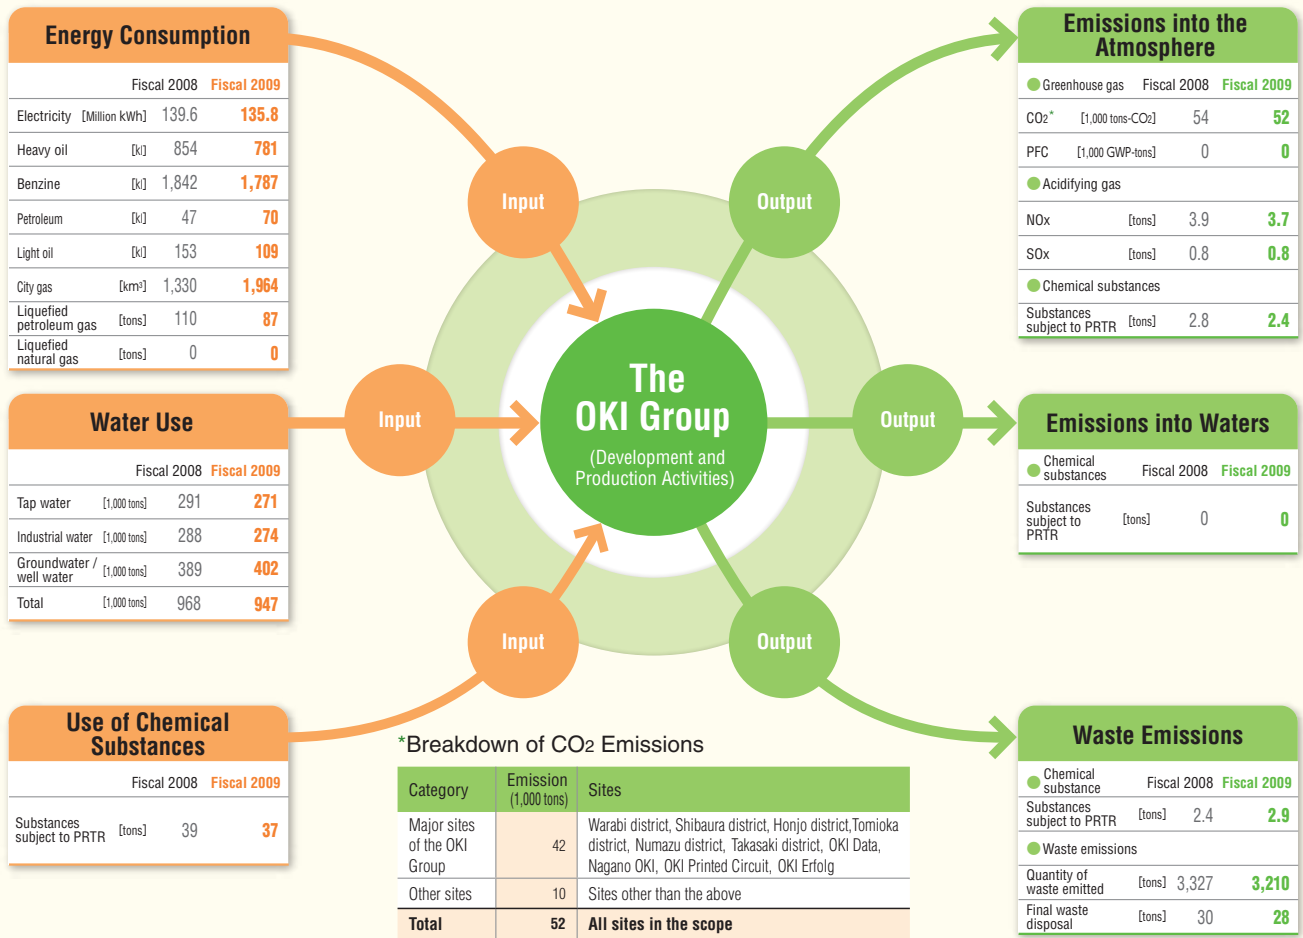 Energy Consumption
Fiscal 2008 Fiscal 2009
Electricity [Million kWh] 139.6 135.8
Heavy oil [kl] 854 781
Benzine [kl] 1,842 1,787
Petroleum [kl] 47 70
Light oil [kl] 153 109
City gas [km³] 1,330 1,964
Liquefied
petroleum gas [tons] 110 87
Liquefied
natural gas [tons] 0 0
Water Use
Fiscal 2008 Fiscal 2009
Tap water [1,000 tons] 291 271
Industrial water [1,000 tons] 288 274
Groundwater /
well water [1,000 tons] 389 402
Total [1,000 tons] 968 947
Use of Chemical
Substances
Fiscal 2008 Fiscal 2009
Substances
subject to PRTR [tons] 39 37
Input
Input
Input
The
OKI Group
(Development and
Production Activities)
Output
Output
Output
Emissions into the
Atmosphere
Greenhouse gas Fiscal 2008 Fiscal 2009
CO2* [1,000 tons-CO2] 54 52
PFC [1,000 GWP-tons] 0 0
Acidifying gas
NOx [tons] 3.9 3.7
SOx [tons] 0.8 0.8
Chemical substances
Substances
subject to PRTR [tons] 2.8 2.4
Emissions into Waters
Chemical
substances Fiscal 2008 Fiscal 2009
Substances
subject to [tons] 0 0
PRTR
Waste Emissions
Chemical
substance Fiscal 2008 Fiscal 2009
Substances
subject to PRTR [tons] 2.4 2.9
Waste emissions
Quantity of
waste emitted [tons] 3,327 3,210
Final waste
disposal [tons] 30 28
*Breakdown of CO2 Emissions
Category Emission (1,000 tons) Sites
Major sites Warabi district, Shibaura district, Honjo district,Tomioka
of the OKI 42 district, Numazu district, Takasaki district, OKI Data,
Group Nagano OKI, OKI Printed Circuit, OKI Erfolg
Other sites 10 Sites other than the above
Total 52 All sites in the scope